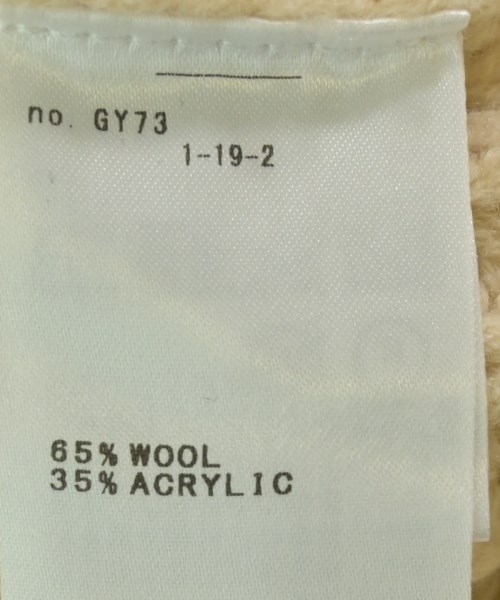 no. GY73
1-19-2
65% WOOL
35% ACRYLIC